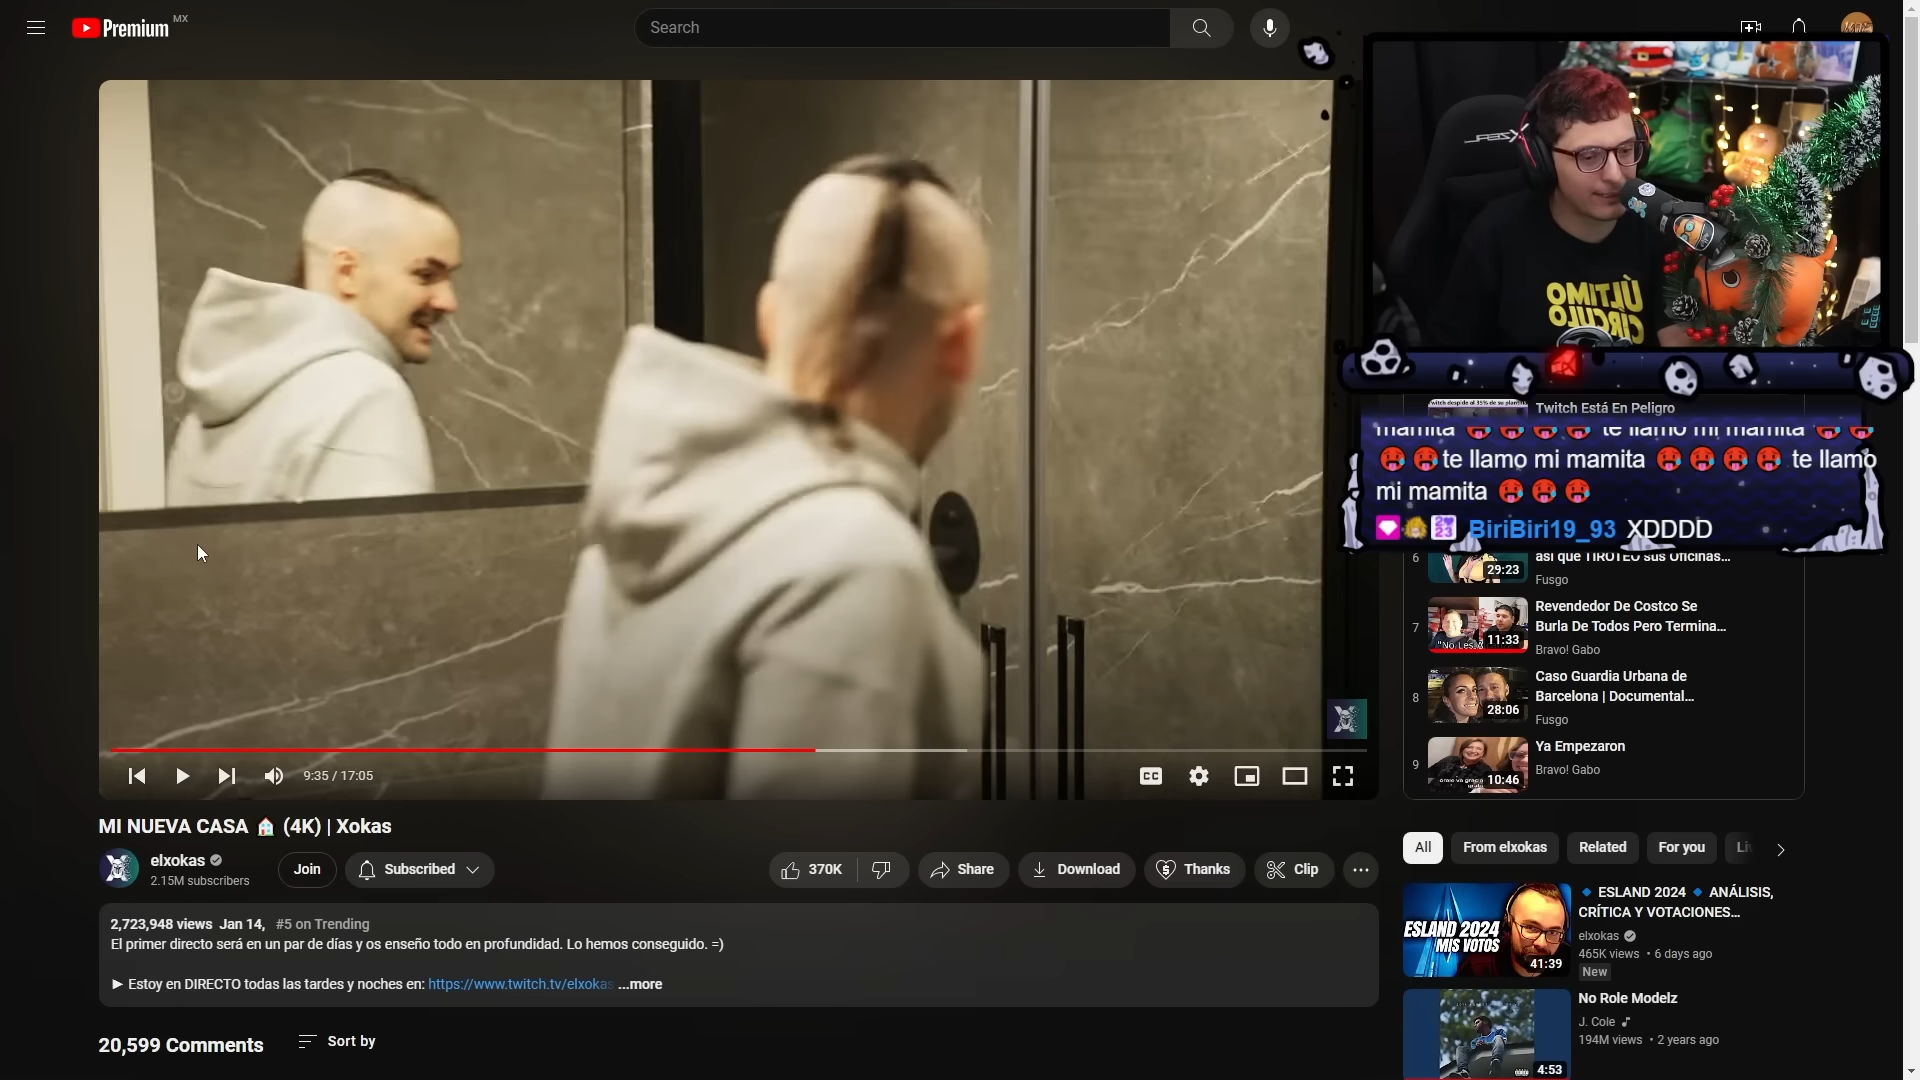 Premium MX
Search
ÚLTIMO
CÍRCULO
Twitch Está En Peligro
mamita te llamo mi mamita
te llamo mi mamita te llamo
mi mamita
BiriBiri19_93 XDDDD
6
29:23
así que TIROTEÓ sus Oficinas...
Fusgo
7
11:33
Revendedor De Costco Se
Burla De Todos Pero Termina...
Bravo! Gabo
8
28:06
Caso Guardia Urbana de
Barcelona | Documental...
Fusgo
9
10:46
Ya Empezaron
Bravo! Gabo
9:35 / 17:05
CC
MI NUEVA CASA 🏠 (4K) | Xokas
elxokas
2.15M subscribers
Join
Subscribed
370K
Share
Download
Thanks
Clip
2,723,948 views Jan 14, #5 on Trending
El primer directo será en un par de días y os enseño todo en profundidad. Lo hemos conseguido. =)
► Estoy en DIRECTO todas las tardes y noches en: https://www.twitch.tv/elxokas ...more
20,599 Comments
Sort by
All
From elxokas
Related
For you
ESLAND 2024
MIS VOTOS
41:39
🔹 ESLAND 2024 🔹 ANÁLISIS,
CRÍTICA Y VOTACIONES...
elxokas
465K views • 6 days ago
New
4:53
No Role Modelz
J. Cole
194M views • 2 years ago